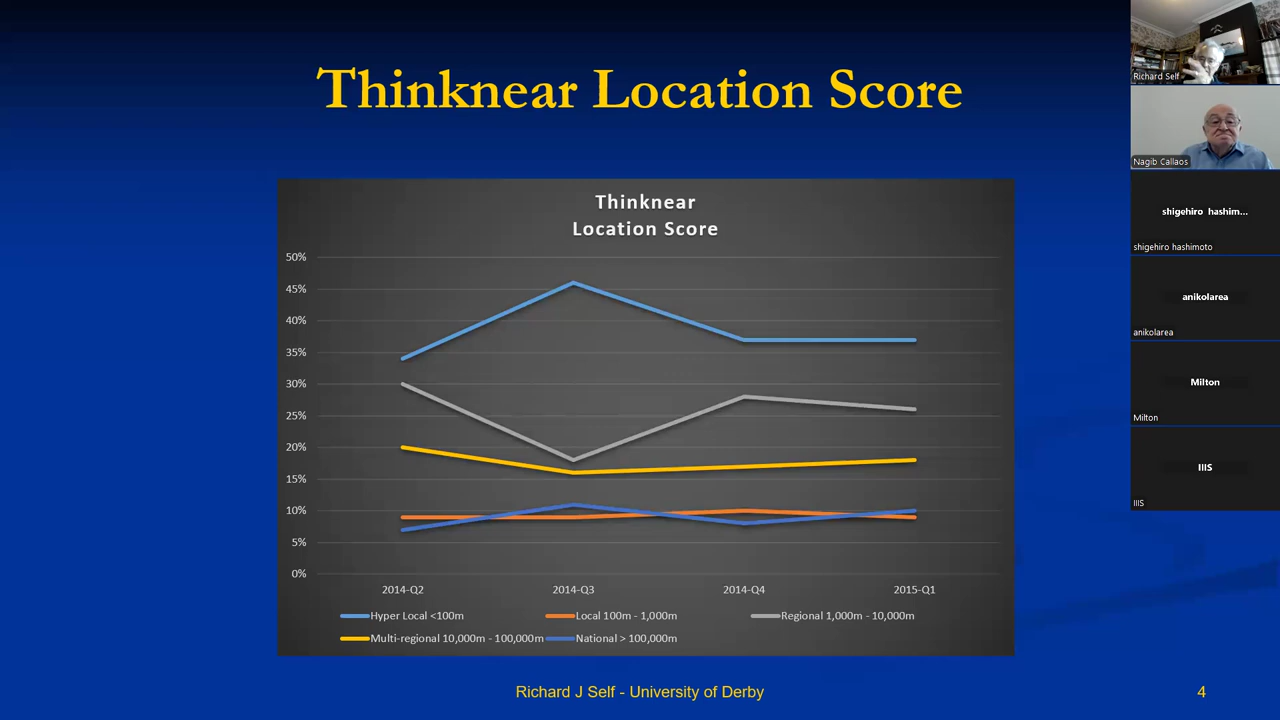 Thinknear Location Score
Thinknear
Location Score
50%
45%
40%
35%
30%
25%
20%
15%
10%
5%
0%
2014-Q2 2014-Q3 2014-Q4 2015-Q1
Hyper Local <100m Local 100m - 1,000m Regional 1,000m - 10,000m
Multi-regional 10,000m - 100,000m National > 100,000m
Richard J Self - University of Derby 4
Richard Self
Nagib Callaos
shigehiro hashim...
shigehiro hashimoto
anikolarea
anikolarea
Milton
Milton
IIIS
IIIS